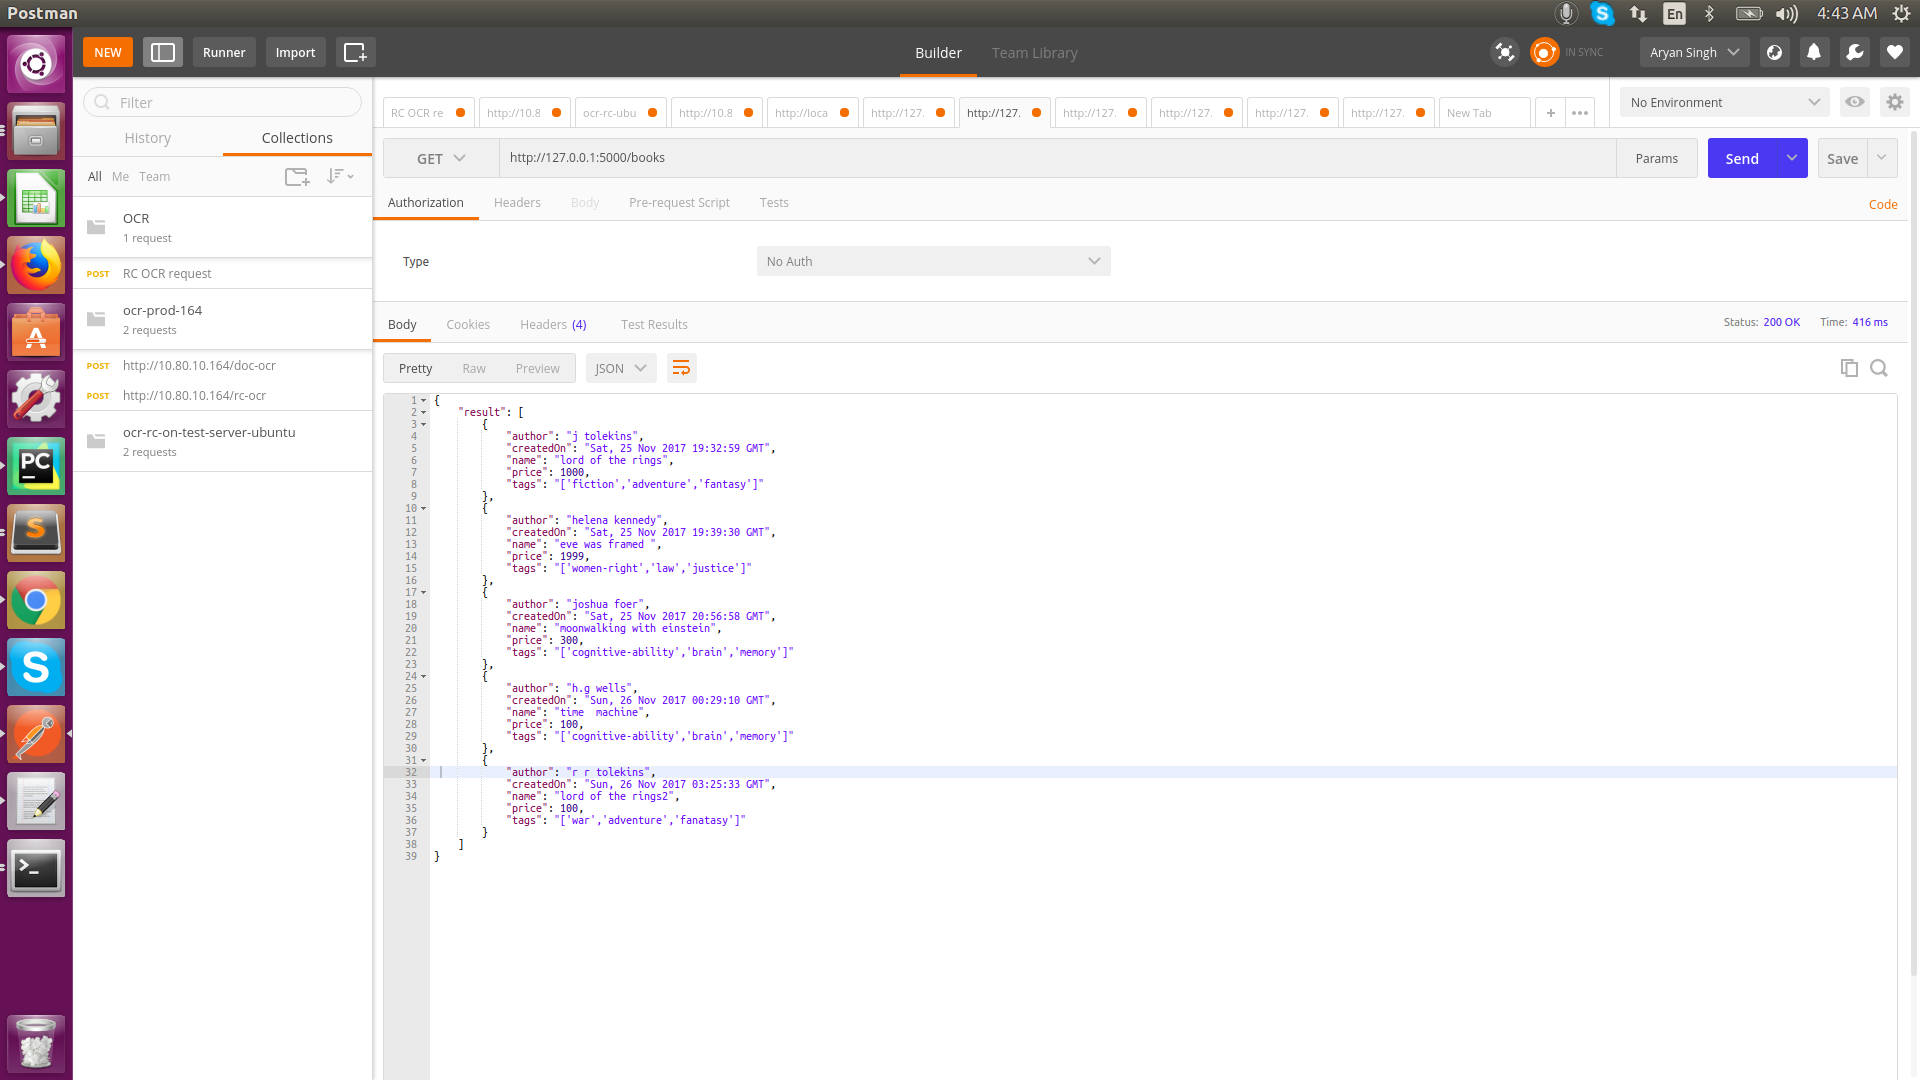 Postman
En
4:43 AM
NEW
Runner
Import
Builder
Team Library
IN SYNC
Aryan Singh
Filter
History
Collections
All
Me
Team
OCR
1 request
POST RC OCR request
ocr-prod-164
2 requests
POST http://10.80.10.164/doc-ocr
POST http://10.80.10.164/rc-ocr
ocr-rc-on-test-server-ubuntu
2 requests
RC OCR re
http://10.8
ocr-rc-ubu
http://10.8
http://loca
http://127.
http://127.
http://127.
http://127.
http://127.
http://127.
New Tab
No Environment
GET
http://127.0.0.1:5000/books
Params
Send
Save
Authorization
Headers
Body
Pre-request Script
Tests
Code
Type
No Auth
Body
Cookies
Headers (4)
Test Results
Status: 200 OK
Time: 416 ms
Pretty
Raw
Preview
JSON
1 {
2 "result": [
3 {
4 "author": "j tolekins",
5 "createdOn": "Sat, 25 Nov 2017 19:32:59 GMT",
6 "name": "lord of the rings",
7 "price": 1000,
8 "tags": "['fiction','adventure','fantasy']"
9 },
10 {
11 "author": "helena kennedy",
12 "createdOn": "Sat, 25 Nov 2017 19:39:30 GMT",
13 "name": "eve was framed ",
14 "price": 1999,
15 "tags": "['women-right','law','justice']"
16 },
17 {
18 "author": "joshua foer",
19 "createdOn": "Sat, 25 Nov 2017 20:56:58 GMT",
20 "name": "moonwalking with einstein",
21 "price": 300,
22 "tags": "['cognitive-ability','brain','memory']"
23 },
24 {
25 "author": "h.g wells",
26 "createdOn": "Sun, 26 Nov 2017 00:29:10 GMT",
27 "name": "time  machine",
28 "price": 100,
29 "tags": "['cognitive-ability','brain','memory']"
30 },
31 {
32 "author": "r r tolekins",
33 "createdOn": "Sun, 26 Nov 2017 03:25:33 GMT",
34 "name": "lord of the rings2",
35 "price": 100,
36 "tags": "['war','adventure','fanatasy']"
37 }
38 ]
39 }
PC